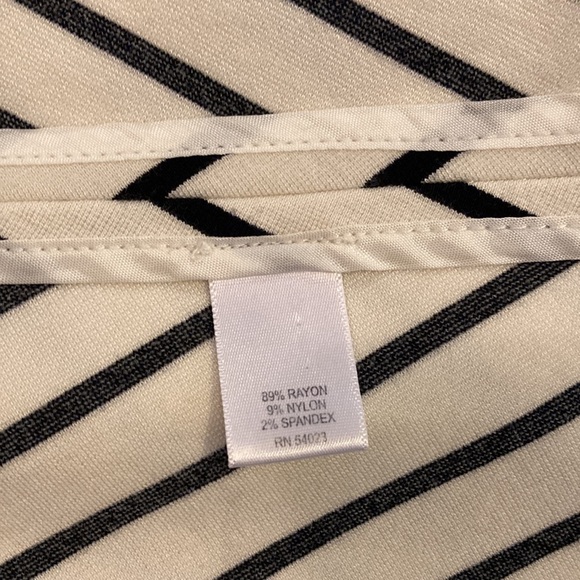 89% RAYON
9% NYLON
2% SPANDEX
RN 54023